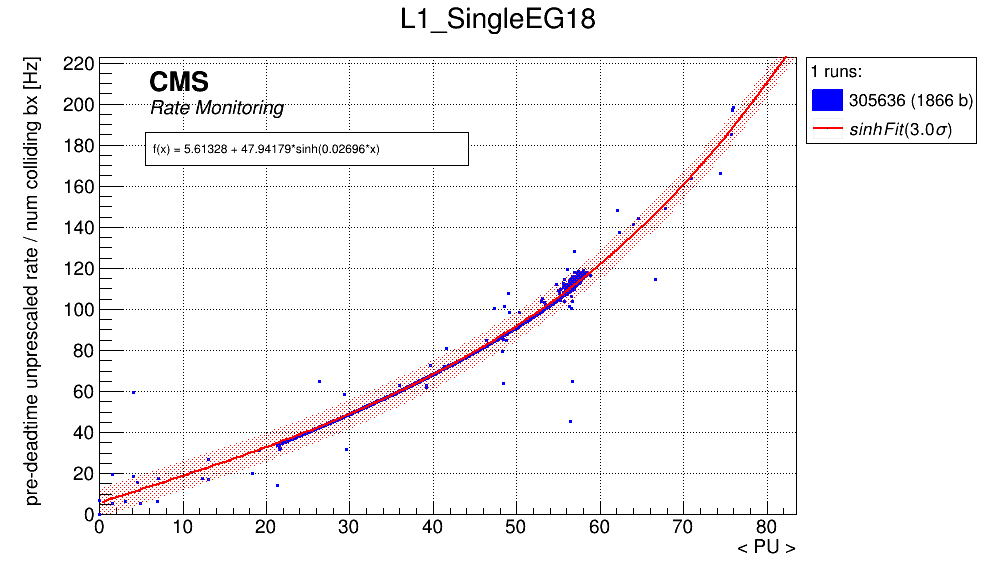 L1_SingleEG18
pre-deadtime unprescaled rate / num colliding bx [Hz]
220
200
180
160
140
120
100
80
60
40
20
0
CMS
Rate Monitoring
f(x) = 5.61328 + 47.94179*sinh(0.02696*x)
1 runs:
305636 (1866 b)
sinhFit(3.0σ)
0 10 20 30 40 50 60 70 80
< PU >